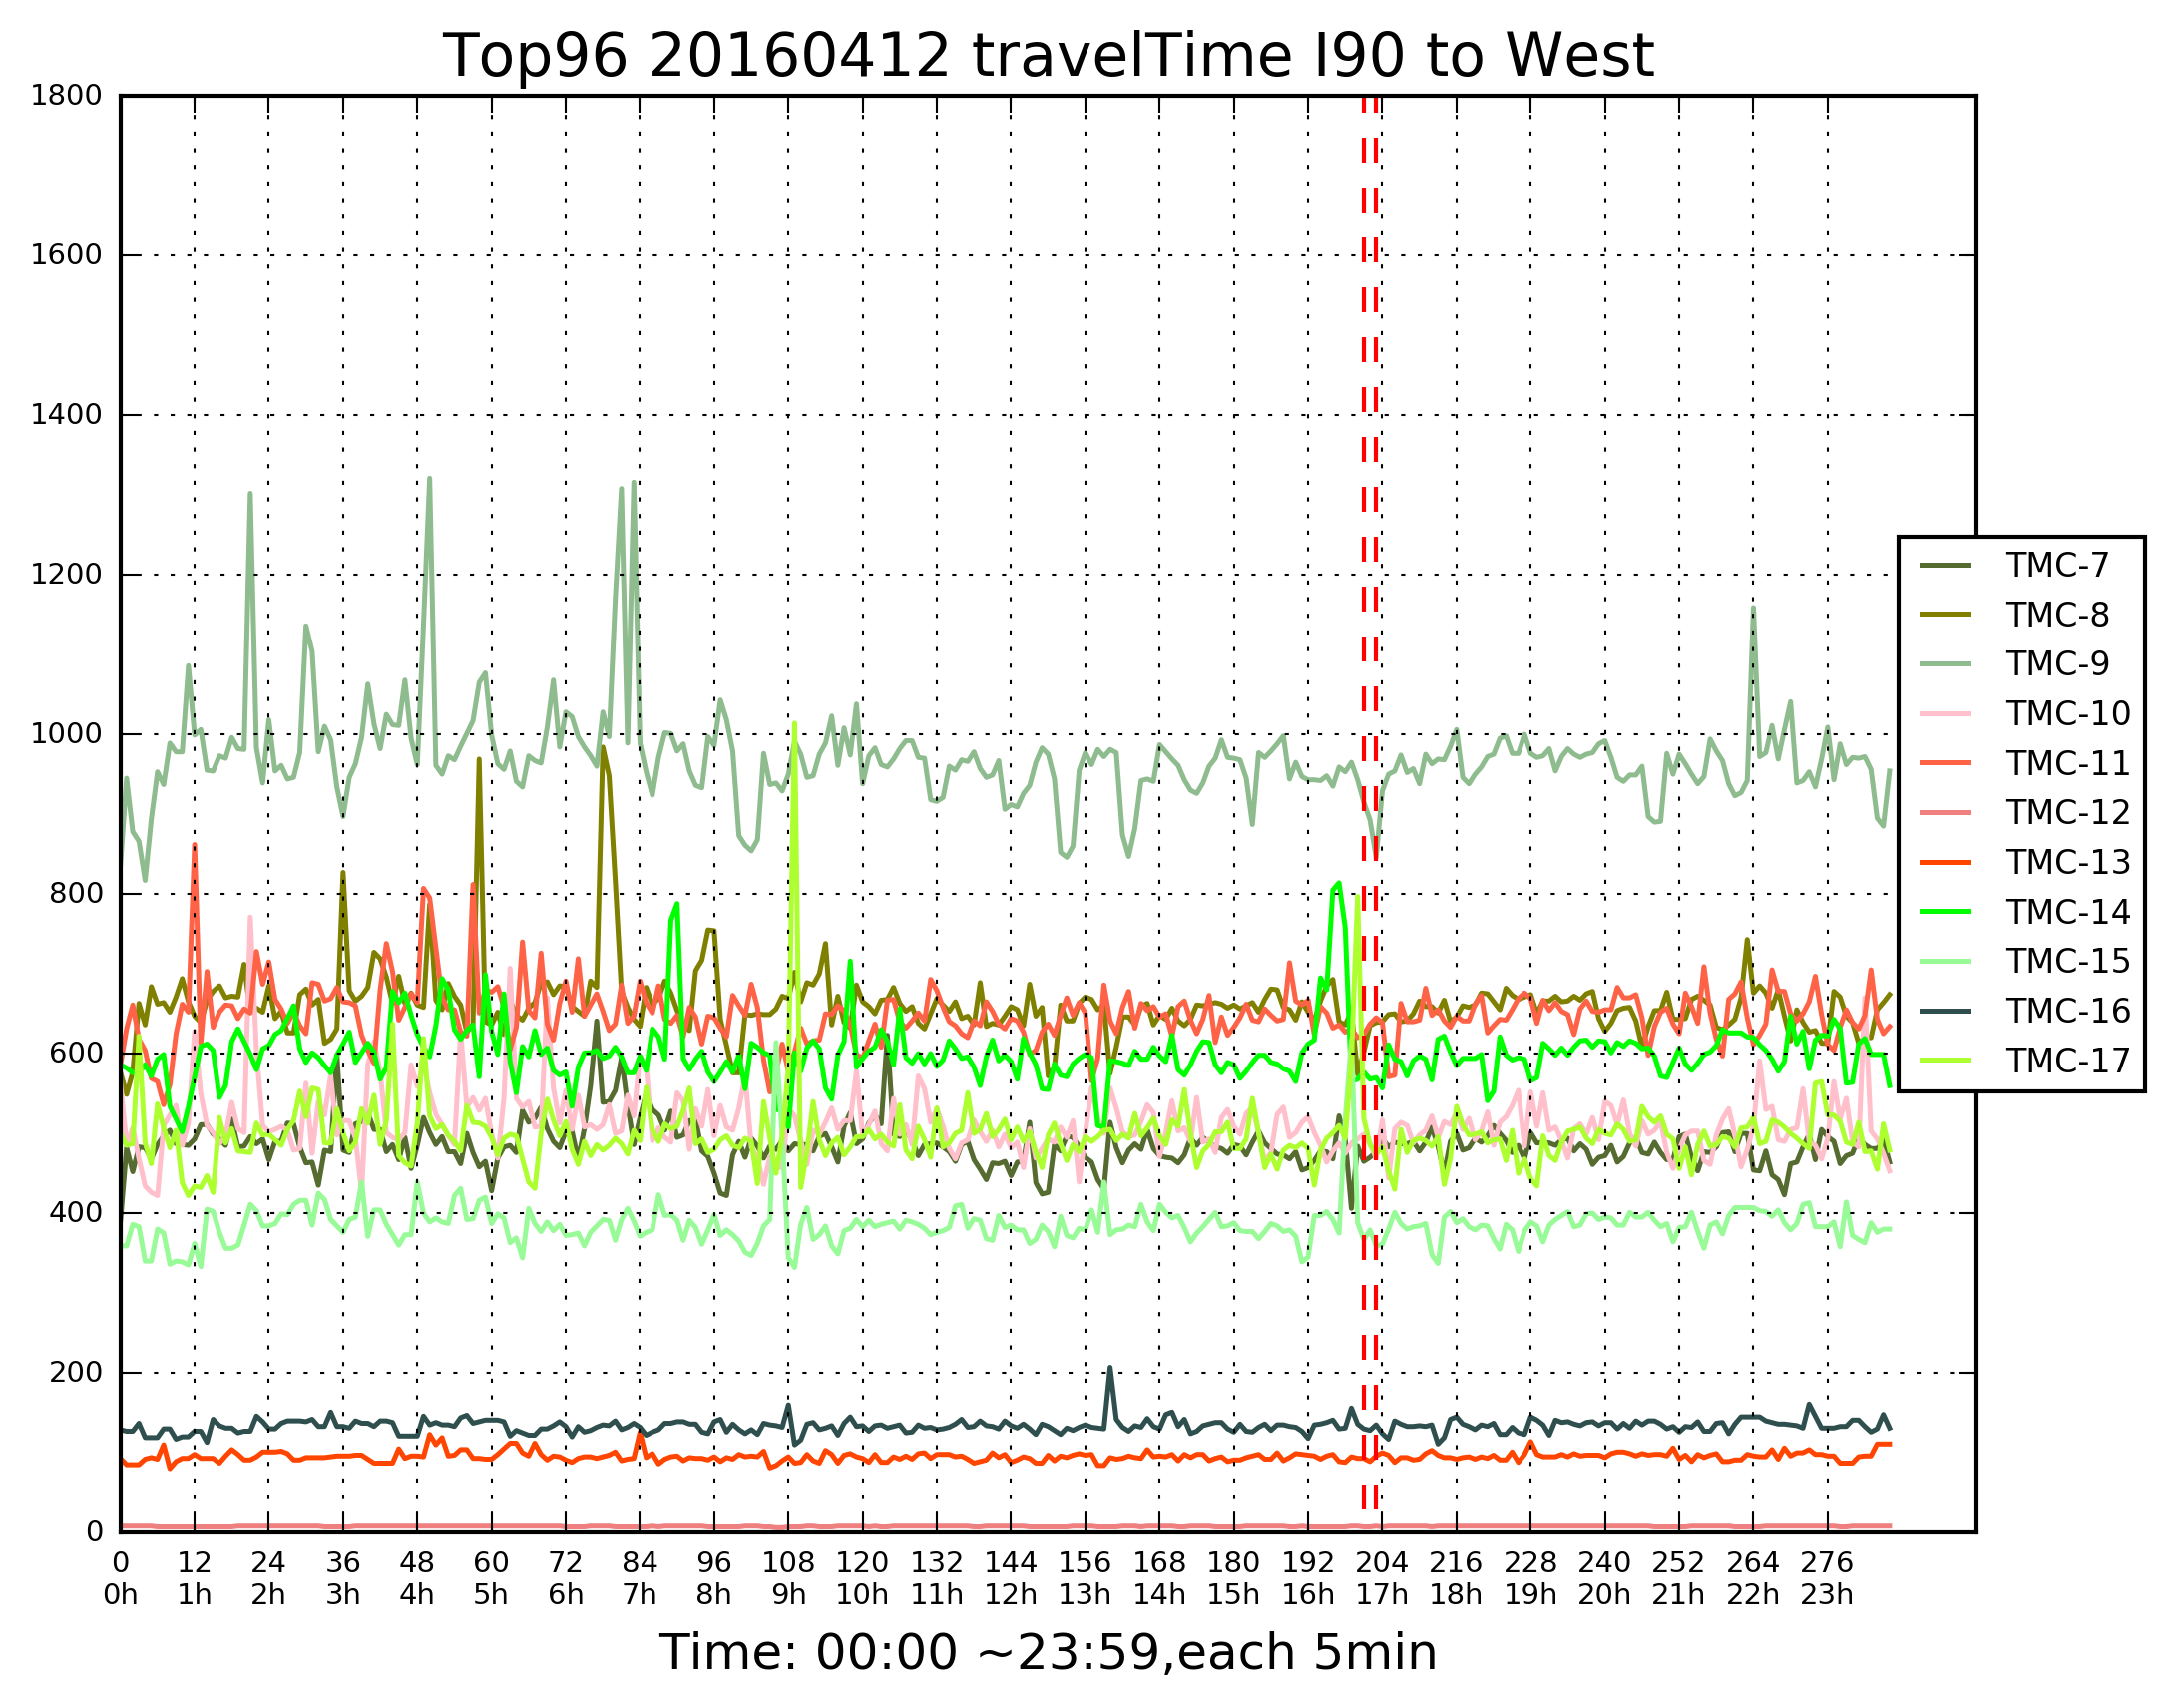 Top96 20160412 travelTime I90 to West
1800
1600
1400
1200
1000
800
600
400
200
0
TMC-7
TMC-8
TMC-9
TMC-10
TMC-11
TMC-12
TMC-13
TMC-14
TMC-15
TMC-16
TMC-17
0 12 24 36 48 60 72 84 96 108 120 132 144 156 168 180 192 204 216 228 240 252 264 276
0h 1h 2h 3h 4h 5h 6h 7h 8h 9h 10h 11h 12h 13h 14h 15h 16h 17h 18h 19h 20h 21h 22h 23h
Time: 00:00 ~23:59,each 5min